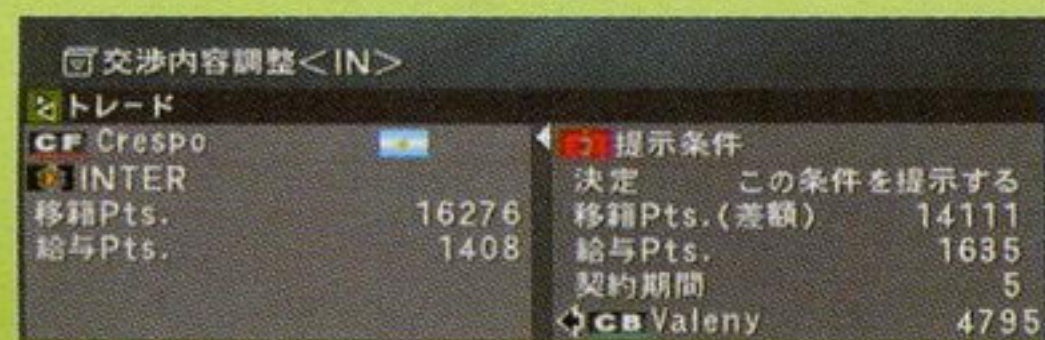 交渉内容調整<IN>
トレード
CF Crespo
INTER
移籍Pts. 16276
給与Pts. 1408
提示条件
決定 この条件を提示する
移籍Pts.(差額) 14111
給与Pts. 1635
契約期間 5
CB Valeny 4795